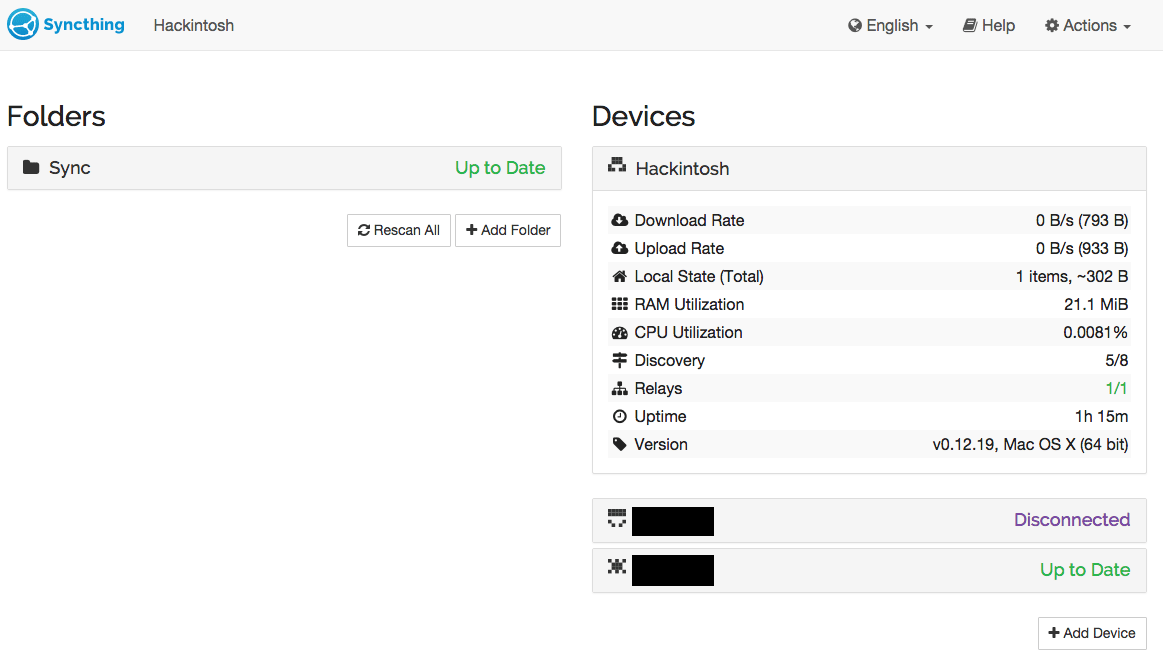 Syncthing Hackintosh English Help Actions
Folders
Sync Up to Date
Rescan All Add Folder
Devices
Hackintosh
Download Rate 0 B/s (793 B)
Upload Rate 0 B/s (933 B)
Local State (Total) 1 items, ~302 B
RAM Utilization 21.1 MiB
CPU Utilization 0.0081%
Discovery 5/8
Relays 1/1
Uptime 1h 15m
Version v0.12.19, Mac OS X (64 bit)
Disconnected
Up to Date
Add Device